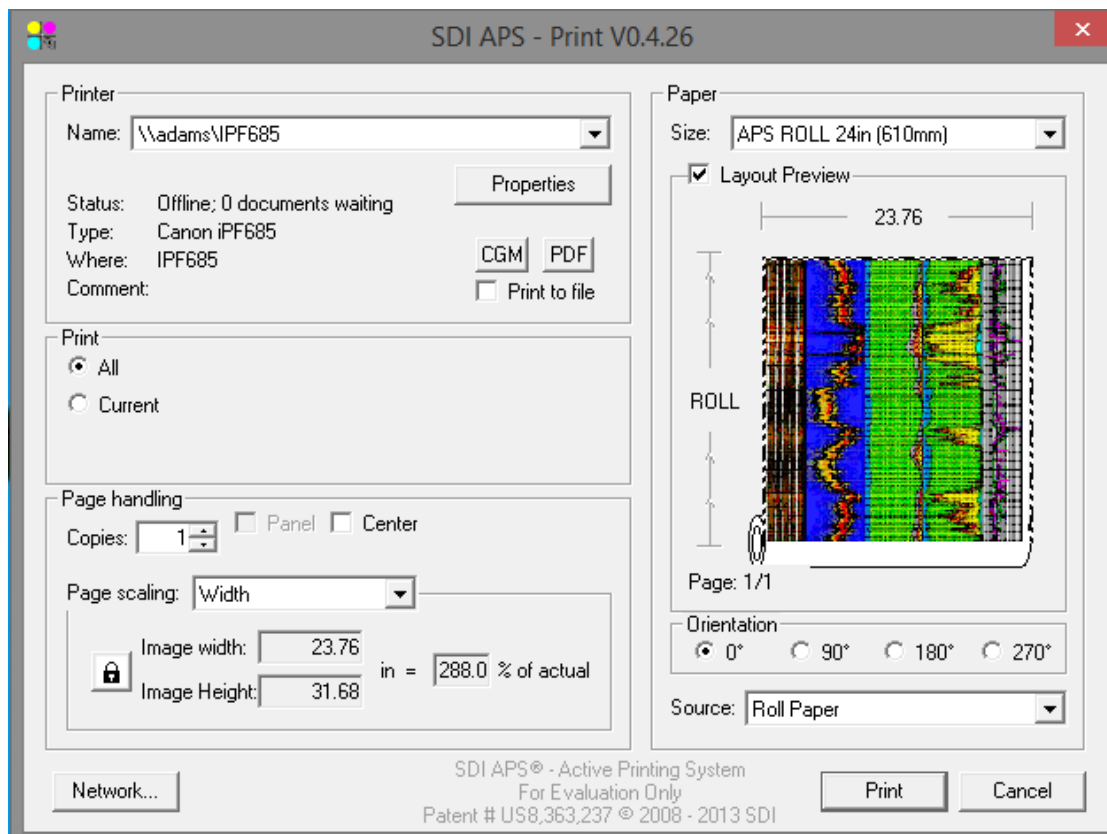 SDI APS - Print V0.4.26
Printer
Name: \\adams\IPF685
Properties
Status: Offline; 0 documents waiting
Type: Canon iPF685
Where: IPF685
Comment:
CGM PDF
Print to file
Print
All
Current
Page handling
Copies: 1 Panel Center
Page scaling: Width
Image width: 23.76
Image Height: 31.68
in = 288.0 % of actual
Paper
Size: APS ROLL 24in (610mm)
Layout Preview
23.76
ROLL
Page: 1/1
Orientation
0° 90° 180° 270°
Source: Roll Paper
Network...
SDI APS® - Active Printing System
For Evaluation Only
Patent # US8,363,237 © 2008 - 2013 SDI
Print Cancel